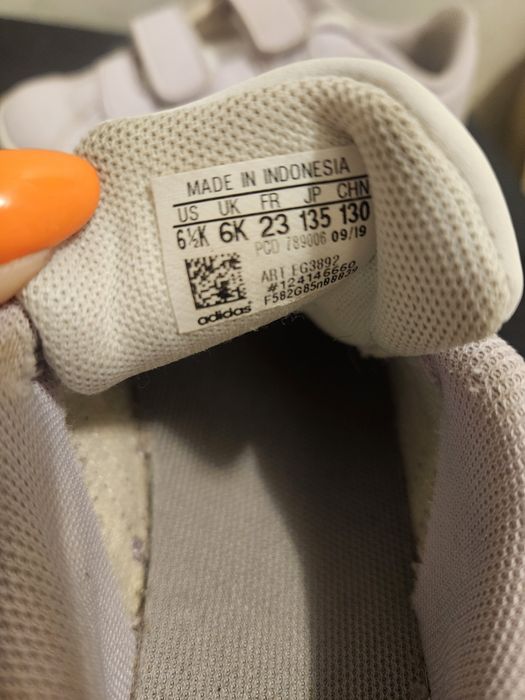 MADE IN INDONESIA
US UK FR JP CHN
6½K 6K 23 135 130
PCD 789006 09/19
ART EG3892
#124146660
adidas